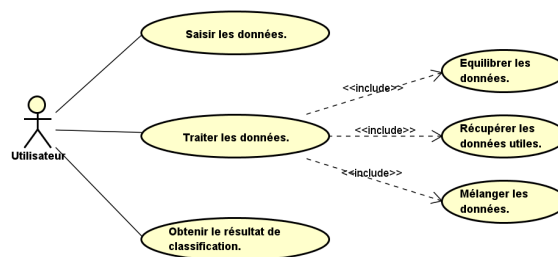 Saisir les données.
Equilibrer les
données.
<<include>>
Utilisateur
Traiter les données.
<<include>>
Récupérer les
données utiles.
<<include>>
Mélanger les
données.
Obtenir le résultat de
classification.